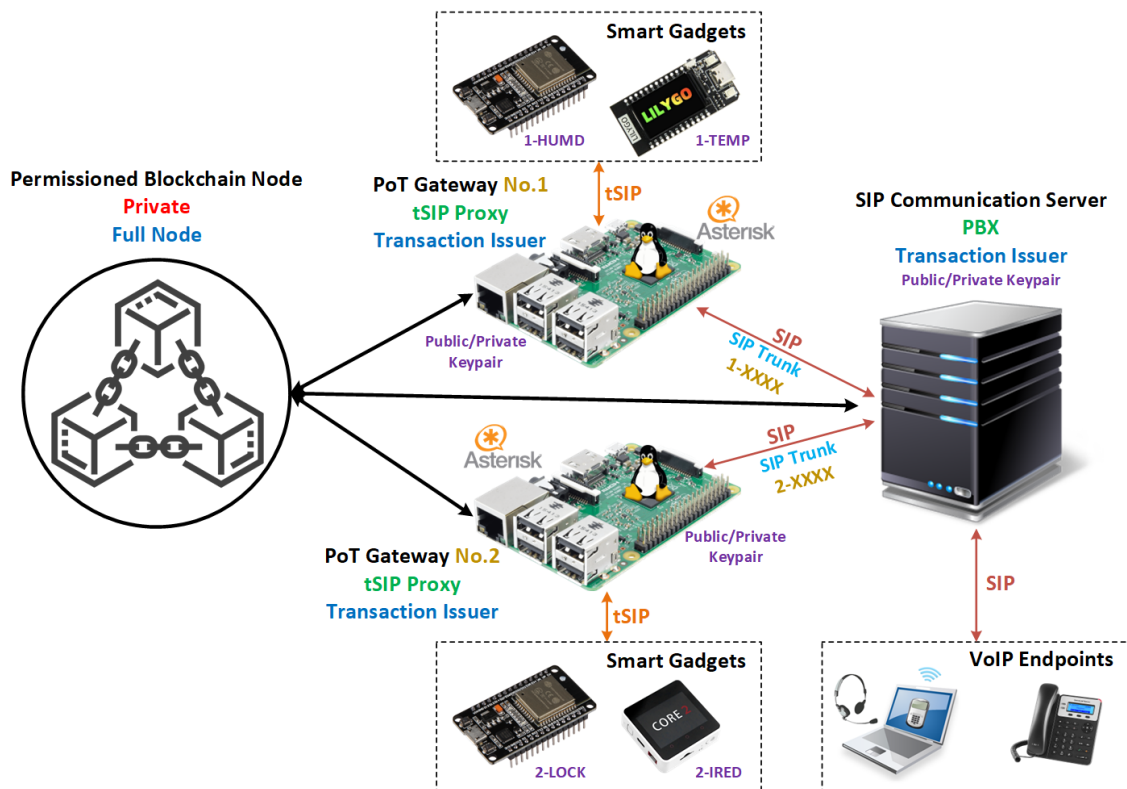 Smart Gadgets
LILYGO
LILYGO
1-HUMD
1-TEMP
tSIP
Permissioned Blockchain Node
Private
Full Node
PoT Gateway No.1
tSIP Proxy
Transaction Issuer
Asterisk
Public/Private
Keypair
SIP Communication Server
PBX
Transaction Issuer
Public/Private Keypair
SIP
SIP Trunk
1-XXXX
SIP
SIP Trunk
2-XXXX
Asterisk
Public/Private
Keypair
PoT Gateway No.2
tSIP Proxy
Transaction Issuer
tSIP
SIP
Smart Gadgets
CORE2
2-LOCK
2-IRED
VoIP Endpoints